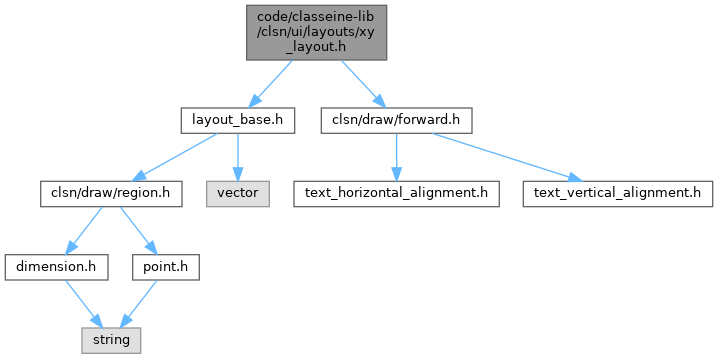 code/classeine-lib
/clsn/ui/layouts/xy
_layout.h
layout_base.h
clsn/draw/forward.h
clsn/draw/region.h
vector
text_horizontal_alignment.h
text_vertical_alignment.h
dimension.h
point.h
string